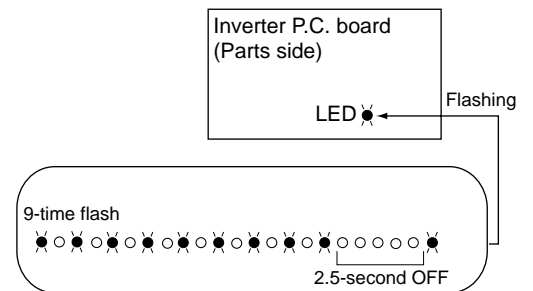 Inverter P.C. board
(Parts side)
LED
Flashing
9-time flash
2.5-second OFF